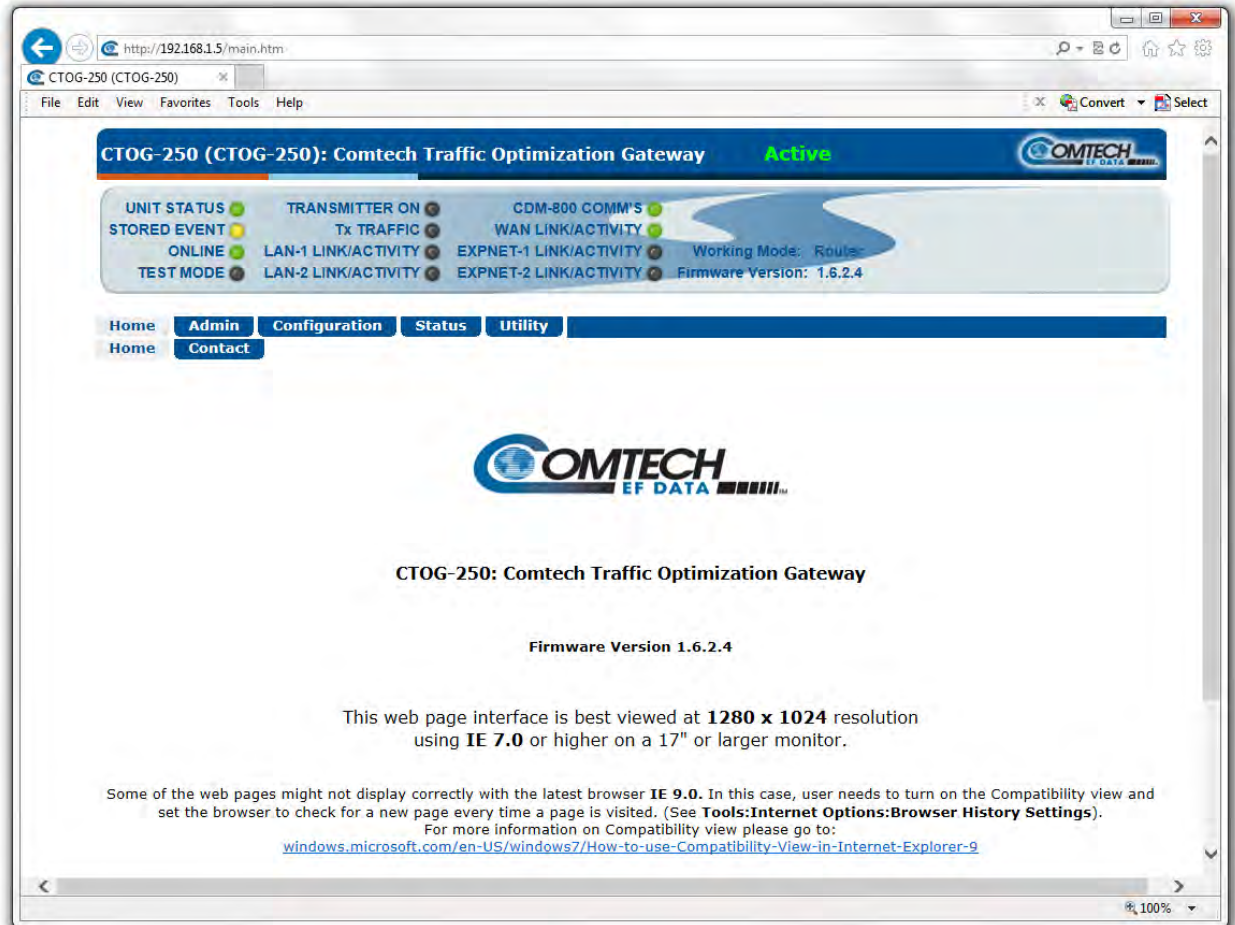 http://192.168.1.5/main.htm
CTOG-250 (CTOG-250)
File Edit View Favorites Tools Help
Convert Select
CTOG-250 (CTOG-250): Comtech Traffic Optimization Gateway Active
COMTECH
EF DATA
UNIT STATUS TRANSMITTER ON CDM-800 COMM'S
STORED EVENT Tx TRAFFIC WAN LINK/ACTIVITY
ONLINE LAN-1 LINK/ACTIVITY EXPNET-1 LINK/ACTIVITY Working Mode: Router
TEST MODE LAN-2 LINK/ACTIVITY EXPNET-2 LINK/ACTIVITY Firmware Version: 1.6.2.4
Home Admin Configuration Status Utility
Home Contact
COMTECH
EF DATA
CTOG-250: Comtech Traffic Optimization Gateway
Firmware Version 1.6.2.4
This web page interface is best viewed at 1280 x 1024 resolution
using IE 7.0 or higher on a 17" or larger monitor.
Some of the web pages might not display correctly with the latest browser IE 9.0. In this case, user needs to turn on the Compatibility view and
set the browser to check for a new page every time a page is visited. (See Tools:Internet Options:Browser History Settings).
For more information on Compatibility view please go to:
windows.microsoft.com/en-US/windows7/How-to-use-Compatibility-View-in-Internet-Explorer-9
100%